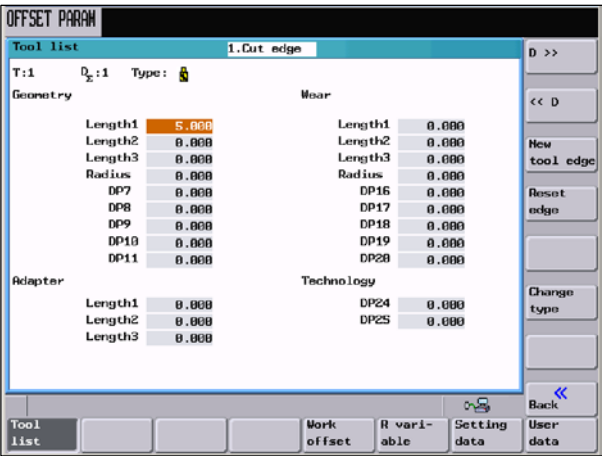 OFFSET PARAM
Tool list 1.Cut edge
T:1 D_Σ:1 Type:
Geometry Wear
Length1 5.000 Length1 0.000
Length2 0.000 Length2 0.000
Length3 0.000 Length3 0.000
Radius 0.000 Radius 0.000
DP7 0.000 DP16 0.000
DP8 0.000 DP17 0.000
DP9 0.000 DP18 0.000
DP10 0.000 DP19 0.000
DP11 0.000 DP20 0.000
Adapter Technology
Length1 0.000 DP24 0.000
Length2 0.000 DP25 0.000
Length3 0.000
D >>
<< D
New
tool edge
Reset
edge
Change
type
Back
Tool
list
Work
offset
R vari-
able
Setting
data
User
data